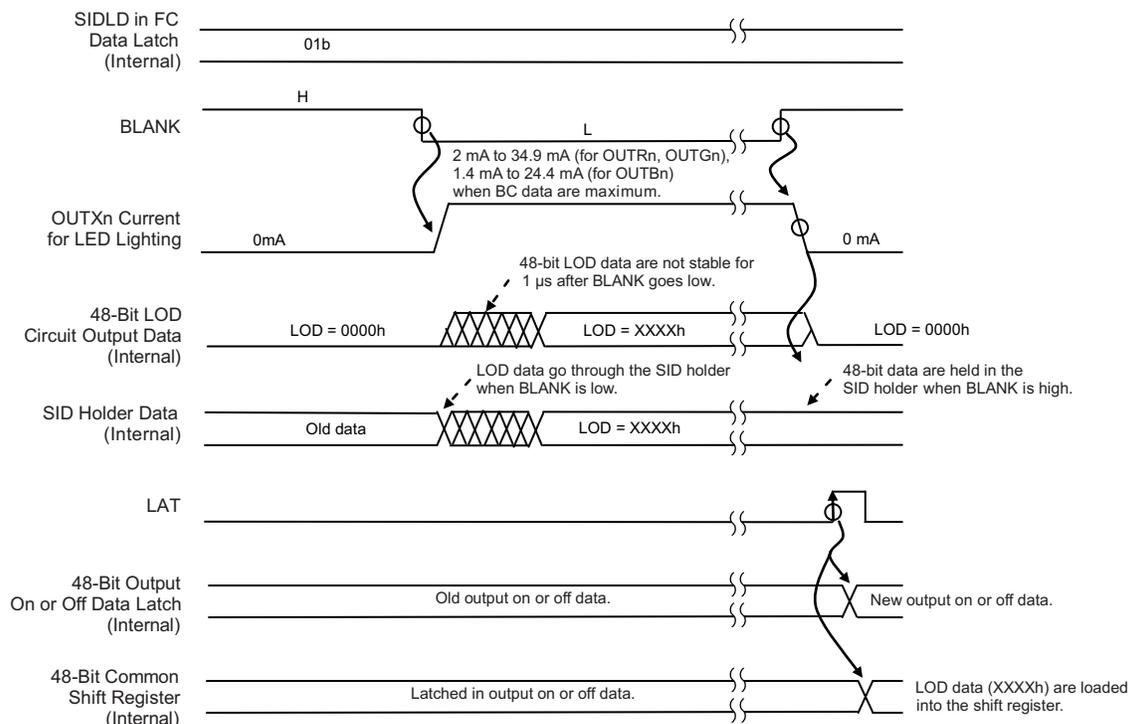 SIDLD in FC
Data Latch
(Internal)
01b
H
BLANK
L
2 mA to 34.9 mA (for OUTRn, OUTGn),
1.4 mA to 24.4 mA (for OUTBn)
when BC data are maximum.
OUTXn Current
for LED Lighting
0mA
0 mA
48-bit LOD data are not stable for
1 µs after BLANK goes low.
48-Bit LOD
Circuit Output Data
(Internal)
LOD = 0000h
LOD = XXXXh
LOD = 0000h
LOD data go through the SID holder
when BLANK is low.
48-bit data are held in the
SID holder when BLANK is high.
SID Holder Data
(Internal)
Old data
LOD = XXXXh
LAT
48-Bit Output
On or Off Data Latch
(Internal)
Old output on or off data.
New output on or off data.
48-Bit Common
Shift Register
(Internal)
Latched in output on or off data.
LOD data (XXXXh) are loaded
into the shift register.